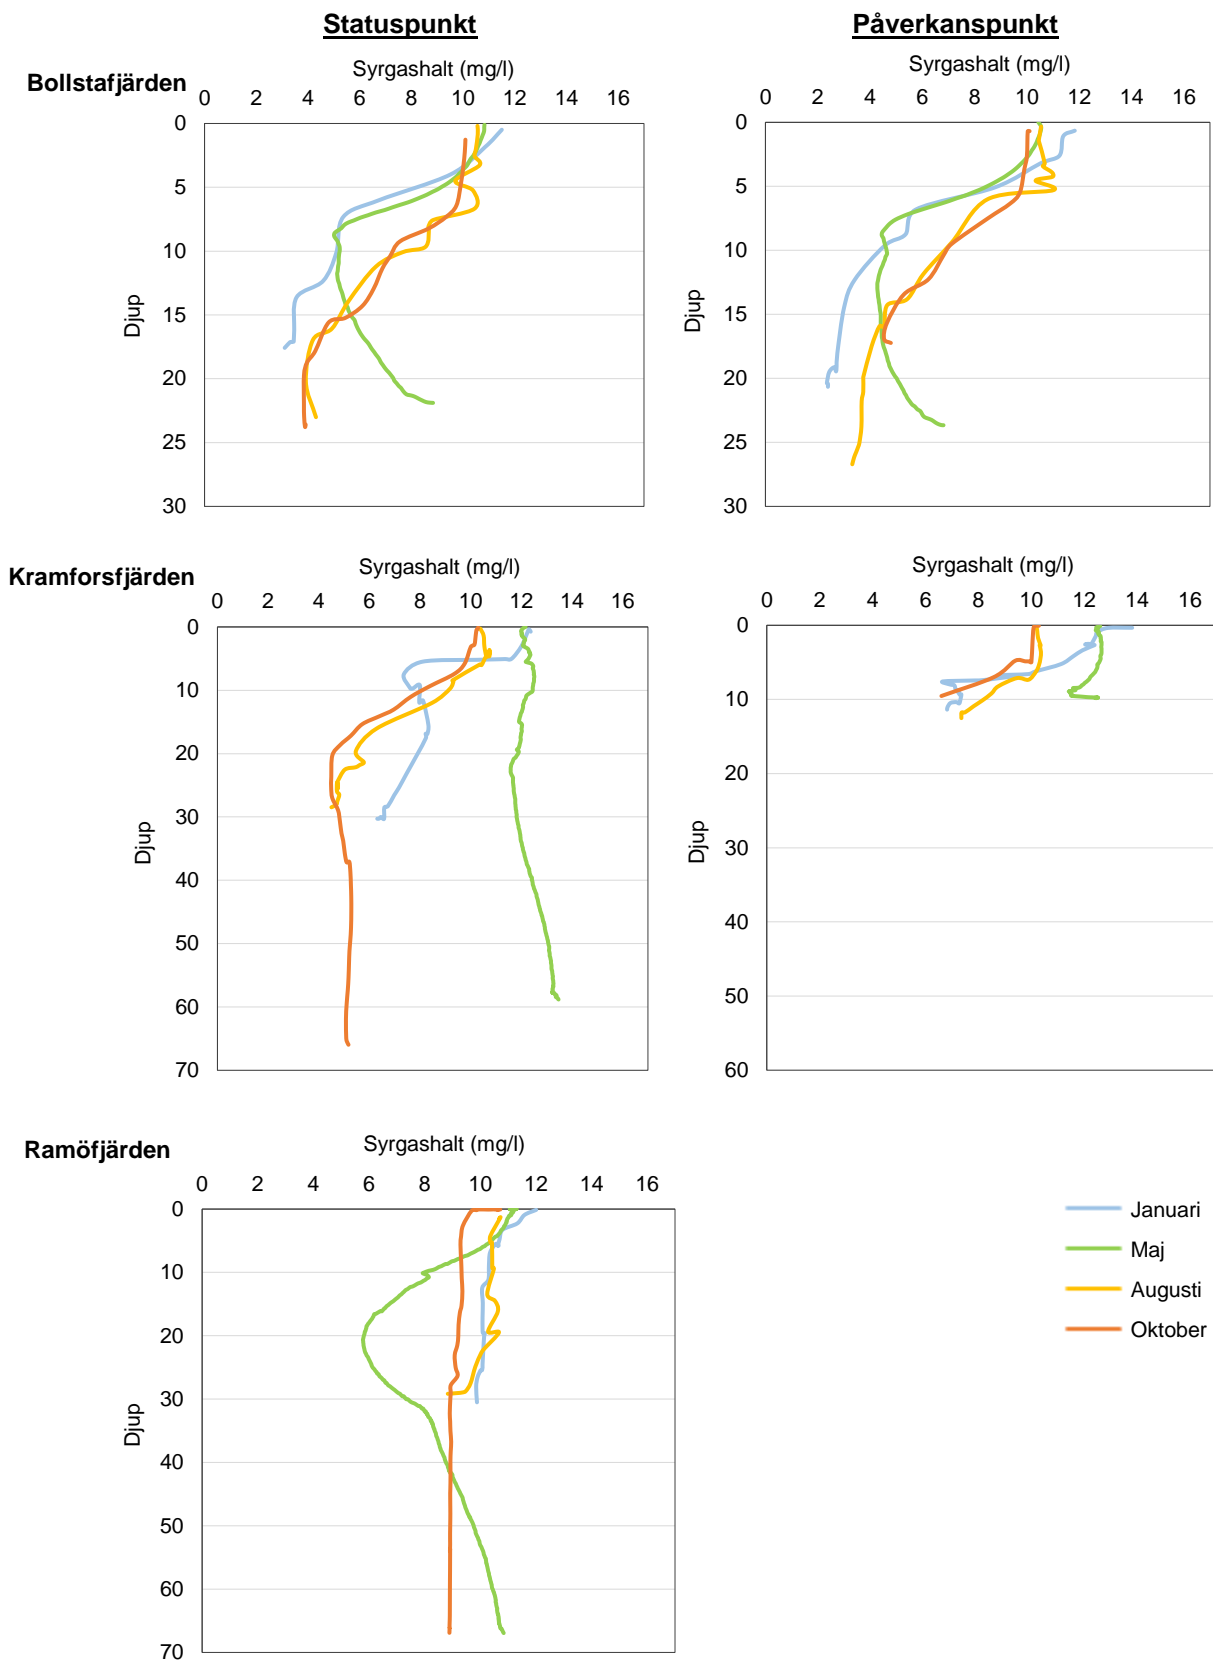 Statuspunkt
Påverkanspunkt
Bollstafjärden
Syrgashalt (mg/l)
0 2 4 6 8 10 12 14 16
0
5
10
15
20
25
30
Djup
Syrgashalt (mg/l)
0 2 4 6 8 10 12 14 16
0
5
10
15
20
25
30
Djup
Kramforsfjärden
Syrgashalt (mg/l)
0 2 4 6 8 10 12 14 16
0
10
20
30
40
50
60
70
Djup
Syrgashalt (mg/l)
0 2 4 6 8 10 12 14 16
0
10
20
30
40
50
60
Djup
Ramöfjärden
Syrgashalt (mg/l)
0 2 4 6 8 10 12 14 16
0
10
20
30
40
50
60
70
Djup
Januari
Maj
Augusti
Oktober